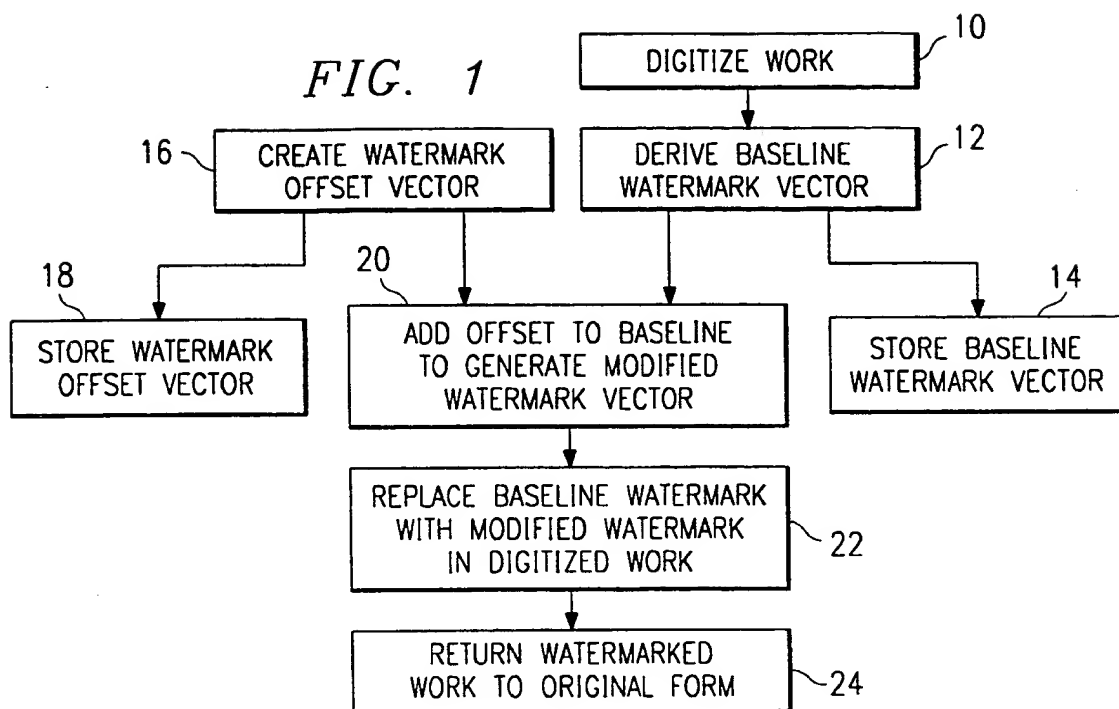 FIG. 1
DIGITIZE WORK
10
16
CREATE WATERMARK
OFFSET VECTOR
DERIVE BASELINE
WATERMARK VECTOR
12
18
STORE WATERMARK
OFFSET VECTOR
20
ADD OFFSET TO BASELINE
TO GENERATE MODIFIED
WATERMARK VECTOR
14
STORE BASELINE
WATERMARK VECTOR
REPLACE BASELINE WATERMARK
WITH MODIFIED WATERMARK
IN DIGITIZED WORK
22
RETURN WATERMARKED
WORK TO ORIGINAL FORM
24